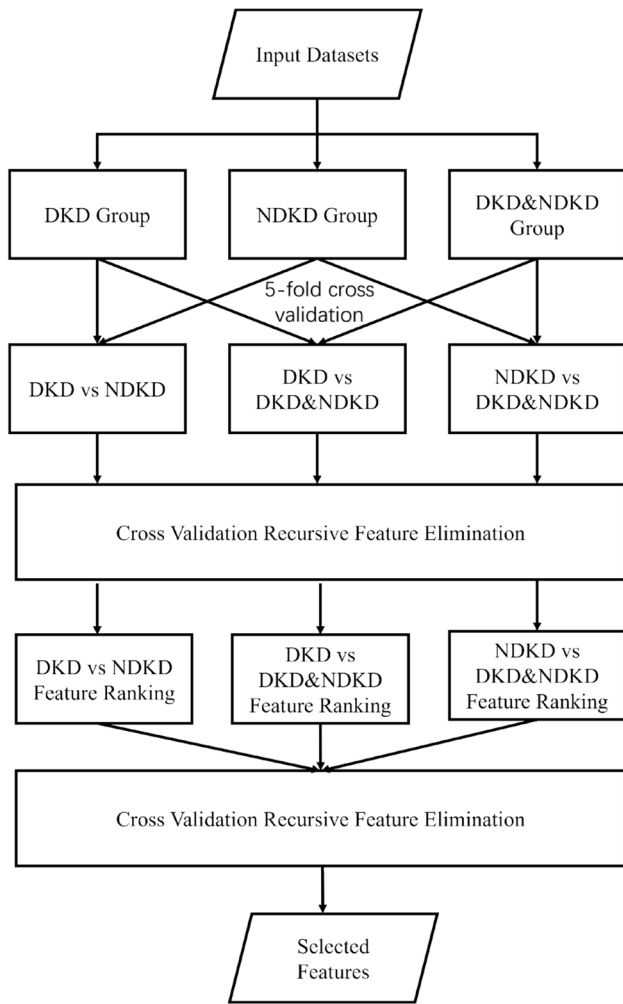 Input Datasets
DKD Group
NDKD Group
DKD&NDKD
Group
5-fold cross
validation
DKD vs NDKD
DKD vs
DKD&NDKD
NDKD vs
DKD&NDKD
Cross Validation Recursive Feature Elimination
DKD vs NDKD
Feature Ranking
DKD vs
DKD&NDKD
Feature Ranking
NDKD vs
DKD&NDKD
Feature Ranking
Cross Validation Recursive Feature Elimination
Selected
Features